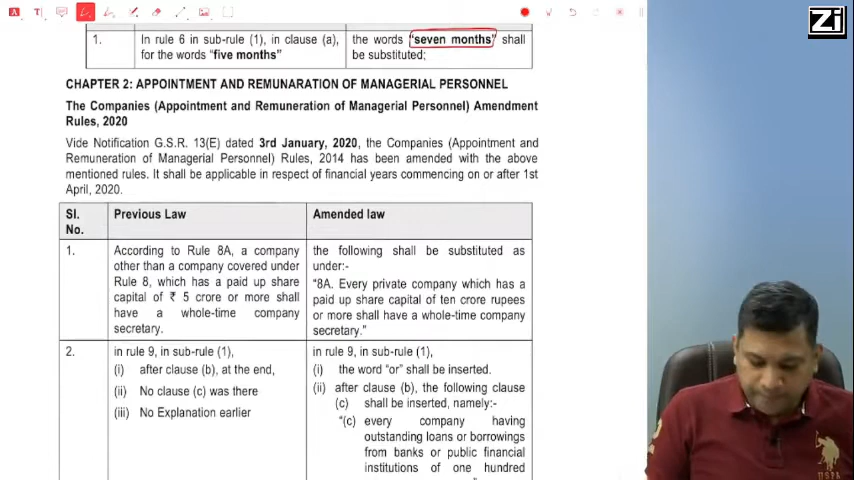 Zi
1.
In rule 6 in sub-rule (1), in clause (a),
for the words "five months"
the words "seven months" shall
be substituted;
CHAPTER 2: APPOINTMENT AND REMUNARATION OF MANAGERIAL PERSONNEL
The Companies (Appointment and Remuneration of Managerial Personnel) Amendment
Rules, 2020
Vide Notification G.S.R. 13(E) dated 3rd January, 2020, the Companies (Appointment and
Remuneration of Managerial Personnel) Rules, 2014 has been amended with the above
mentioned rules. It shall be applicable in respect of financial years commencing on or after 1st
April, 2020.
Sl.
No.
Previous Law
Amended law
1.
According to Rule 8A, a company
other than a company covered under
Rule 8, which has a paid up share
capital of ₹ 5 crore or more shall
have a whole-time company
secretary.
the following shall be substituted as
under:-
"8A. Every private company which has a
paid up share capital of ten crore rupees
or more shall have a whole-time company
secretary."
2.
in rule 9, in sub-rule (1),
(i) after clause (b), at the end,
(ii) No clause (c) was there
(iii) No Explanation earlier
in rule 9, in sub-rule (1),
(i) the word "or" shall be inserted.
(ii) after clause (b), the following clause
(c) shall be inserted, namely:-
"(c) every company having
outstanding loans or borrowings
from banks or public financial
institutions of one hundred
USPA